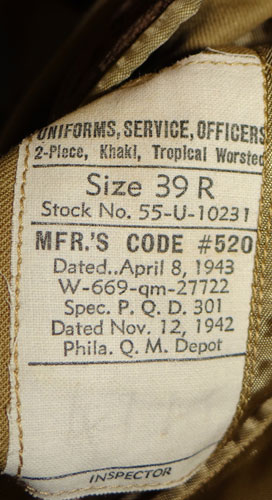 UNIFORMS, SERVICE, OFFICERS
2-Piece, Khaki, Tropical Worsted
Size 39 R
Stock No. 55-U-10231
MFR.'S CODE #520
Dated..April 8, 1943
W-669-qm-27722
Spec. P. Q. D. 301
Dated Nov. 12, 1942
Phila. Q. M. Depot
INSPECTOR